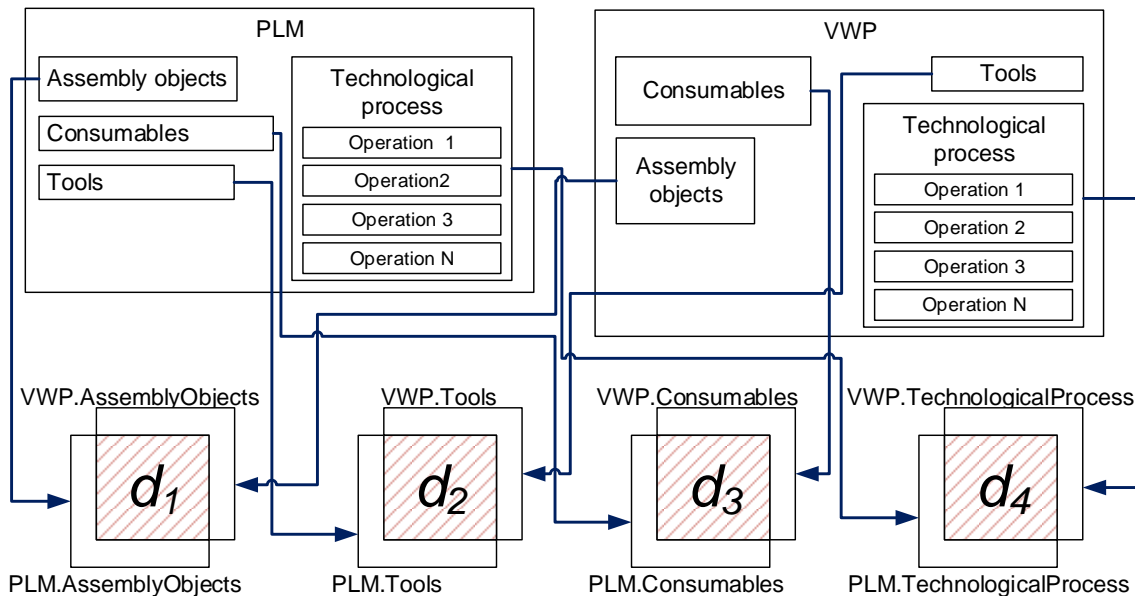 PLM
Assembly objects
Consumables
Tools
Technological
process
Operation  1
Operation2
Operation 3
Operation N
VWP
Consumables
Assembly
objects
Tools
Technological
process
Operation 1
Operation 2
Operation 3
Operation N
VWP.AssemblyObjects
d1
PLM.AssemblyObjects
VWP.Tools
d2
PLM.Tools
VWP.Consumables
d3
PLM.Consumables
VWP.TechnologicalProcess
d4
PLM.TechnologicalProcess